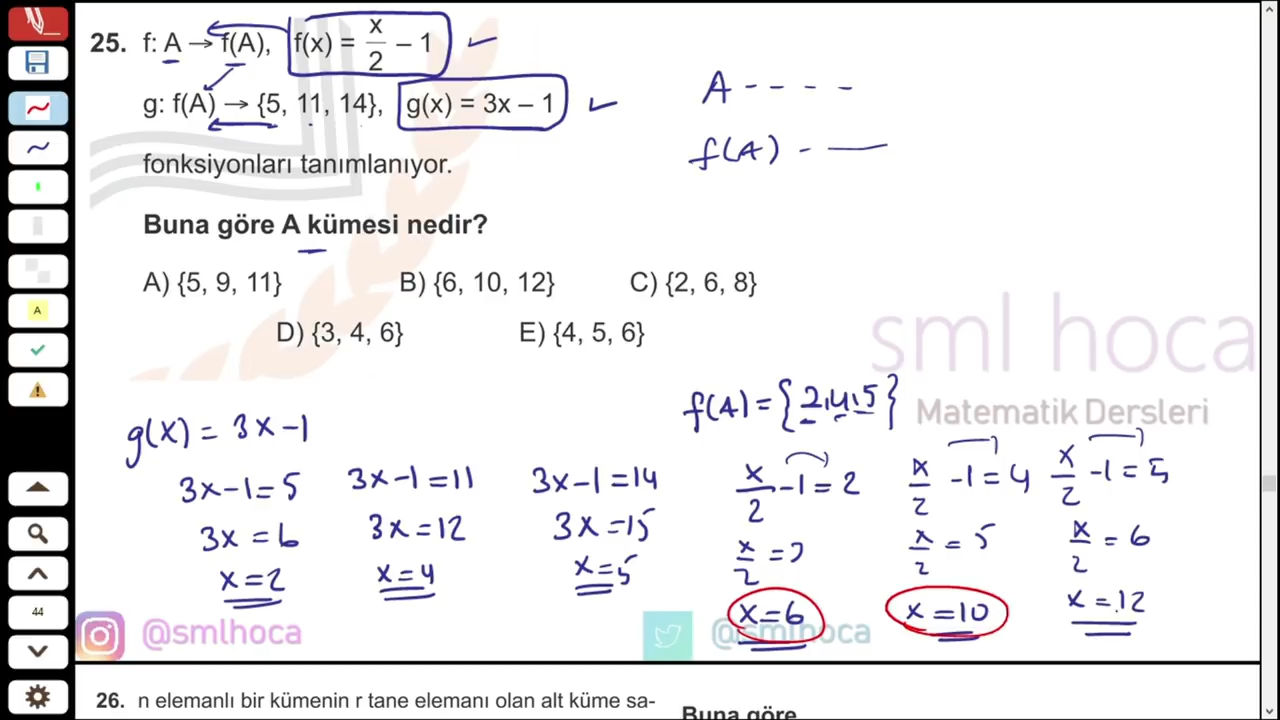 25. f: A → f(A), f(x) = x/2 – 1
g: f(A) → {5, 11, 14}, g(x) = 3x – 1
fonksiyonları tanımlanıyor.
Buna göre A kümesi nedir?
A) {5, 9, 11} B) {6, 10, 12} C) {2, 6, 8}
D) {3, 4, 6} E) {4, 5, 6}
A - - - -
f(A) - —
sml hoca
Matematik Dersleri
g(x) = 3x-1
3x-1=5 3x-1=11 3x-1=14
3x=6 3x=12 3x=15
x=2 x=4 x=5
f(A) = {2,4,5}
x/2 -1=2 x/2 -1=4 x/2 -1=5
x/2 =3 x/2 =5 x/2 =6
x=6 x=10 x=12
@smlhoca @smlhoca
26. n elemanlı bir kümenin r tane elemanı olan alt küme sa-
Buna göre
A
44